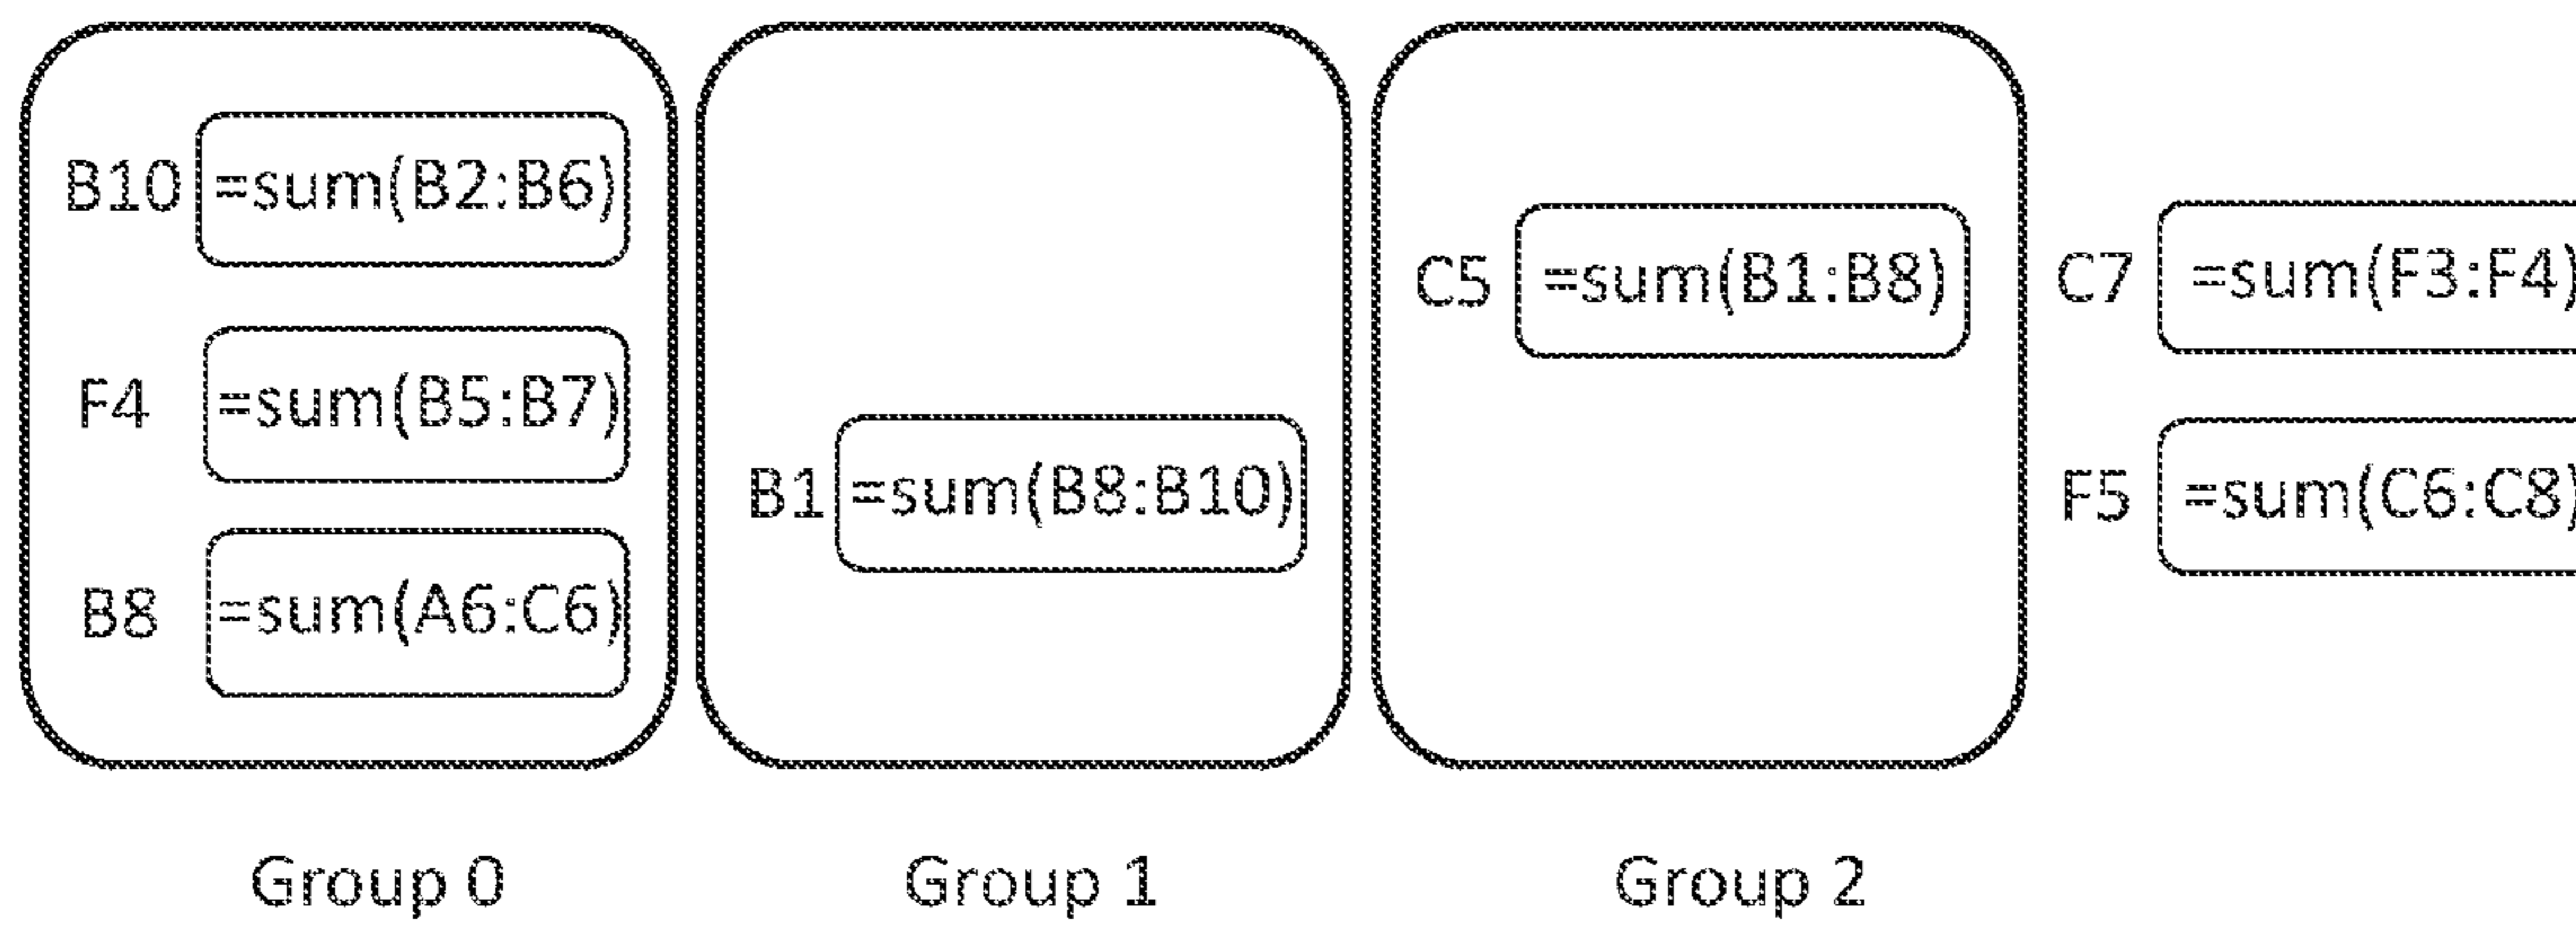 B10 =sum(B2:B6)
F4 =sum(B5:B7)
B8 =sum(A6:C6)
B1 =sum(B8:B10)
C5 =sum(B1:B8)
C7 =sum(F3:F4)
F5 =sum(C6:C8)
Group 0
Group 1
Group 2